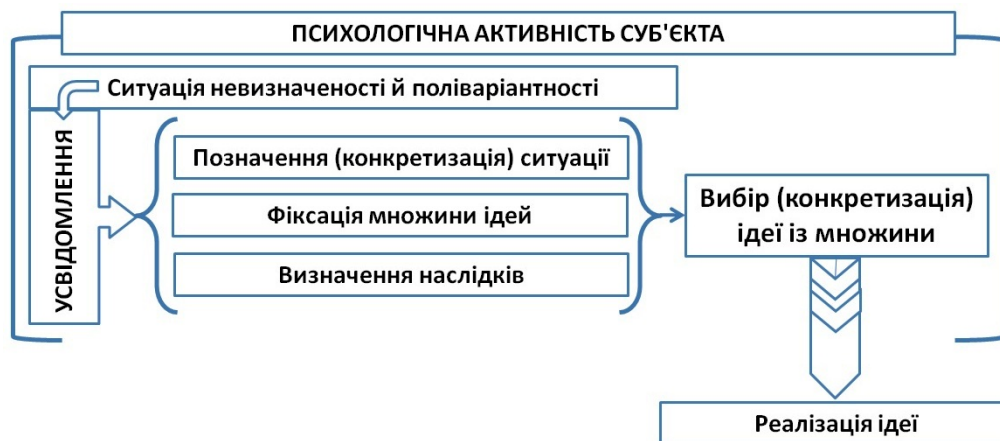 ПСИХОЛОГІЧНА АКТИВНІСТЬ СУБ'ЄКТА
Ситуація невизначеності й поліваріантності
УСВІДОМЛЕННЯ
Позначення (конкретизація) ситуації
Фіксація множини ідей
Визначення наслідків
Вибір (конкретизація)
ідеї із множини
Реалізація ідеї